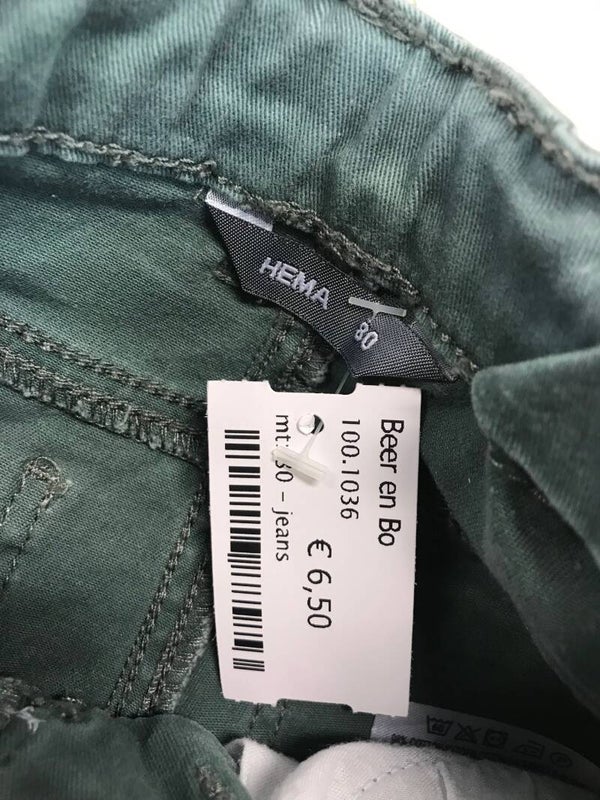 HEMA
80
Beer en Bo
100.1036
€ 6,50
mt: 80 - jeans